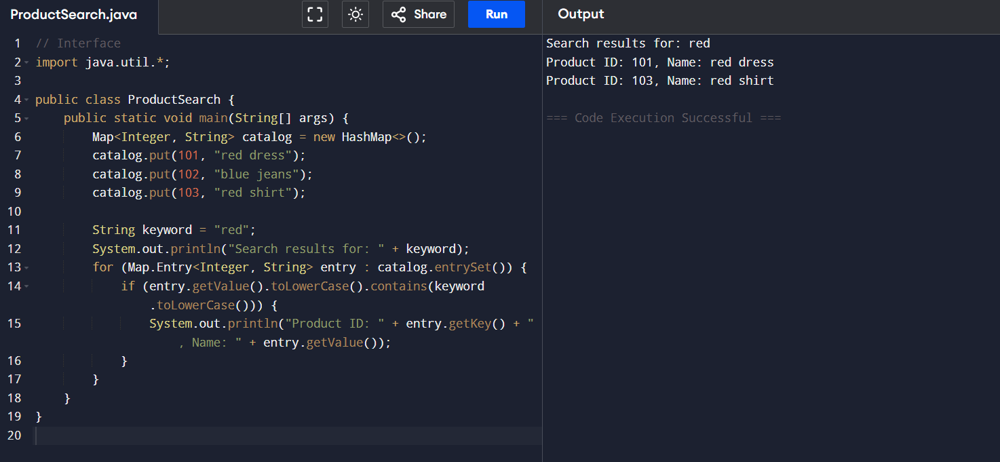 ProductSearch.java
Share
Run
Output
1 // Interface
2 import java.util.*;
3
4 public class ProductSearch {
5     public static void main(String[] args) {
6         Map<Integer, String> catalog = new HashMap<>();
7         catalog.put(101, "red dress");
8         catalog.put(102, "blue jeans");
9         catalog.put(103, "red shirt");
10
11         String keyword = "red";
12         System.out.println("Search results for: " + keyword);
13         for (Map.Entry<Integer, String> entry : catalog.entrySet()) {
14             if (entry.getValue().toLowerCase().contains(keyword
                .toLowerCase())) {
15                 System.out.println("Product ID: " + entry.getKey() + "
                    , Name: " + entry.getValue());
16             }
17         }
18     }
19 }
20
Search results for: red
Product ID: 101, Name: red dress
Product ID: 103, Name: red shirt
=== Code Execution Successful ===